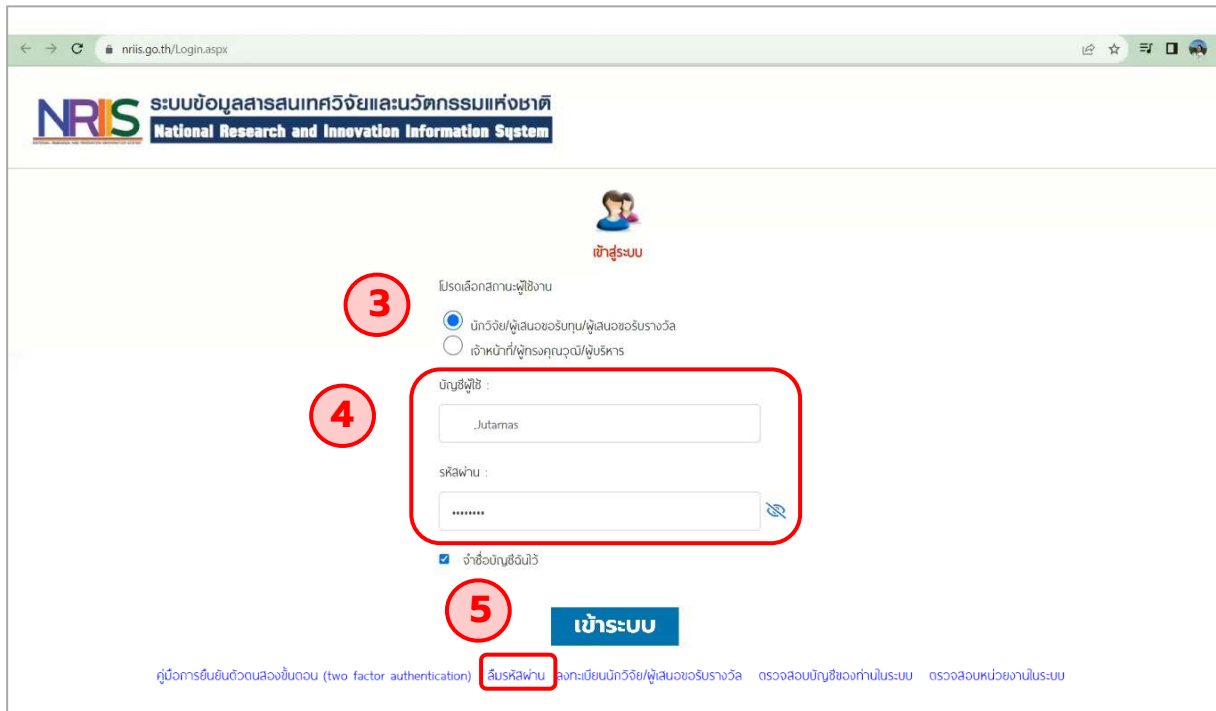 nriis.go.th/Login.aspx
NRIIS
ระบบข้อมูลสารสนเทศวิจัยและนวัตกรรมแห่งชาติ
National Research and Innovation Information System
เข้าสู่ระบบ
3
โปรดเลือกสถานะผู้ใช้งาน
นักวิจัย/ผู้เสนอขอรับทุน/ผู้เสนอขอรับรางวัล
เจ้าหน้าที่/ผู้ทรงคุณวุฒิ/ผู้บริหาร
4
บัญชีผู้ใช้ :
.Jutamas
รหัสผ่าน :
••••••••
จำชื่อบัญชีฉันไว้
5
เข้าระบบ
คู่มือการยืนยันตัวตนสองขั้นตอน (two factor authentication) ลืมรหัสผ่าน ลงทะเบียนนักวิจัย/ผู้เสนอขอรับรางวัล ตรวจสอบบัญชีของท่านในระบบ ตรวจสอบหน่วยงานในระบบ